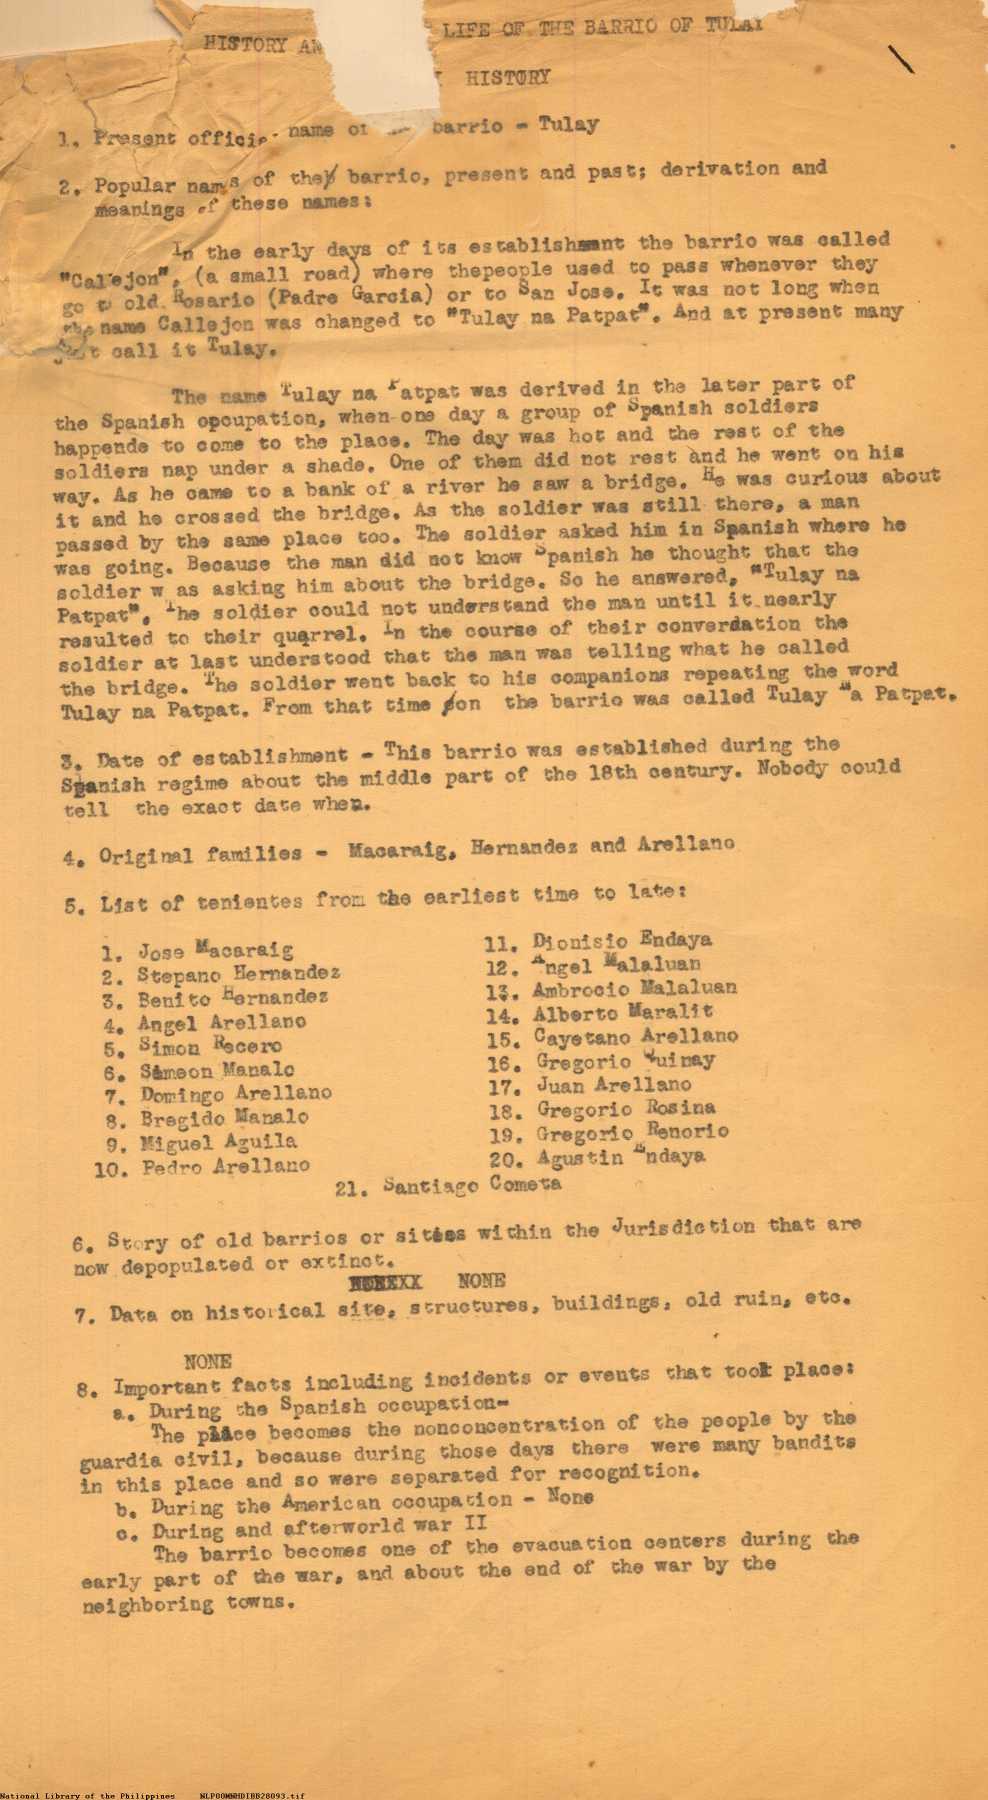 HISTORY AN LIFE OF THE BARRIO OF TULAY
HISTORY
1. Present official name of barrio - Tulay
2. Popular names of they barrio, present and past; derivation and
meanings of these names:
In the early days of its establishment the barrio was called
"Callejon", (a small road) where thepeople used to pass whenever they
go to old Rosario (Padre Garcia) or to San Jose. It was not long when
the name Callejon was changed to "Tulay na Patpat". And at present many
just call it Tulay.
The name Tulay na Patpat was derived in the later part of
the Spanish opcupation, when one day a group of Spanish soldiers
happende to come to the place. The day was hot and the rest of the
soldiers nap under a shade. One of them did not rest and he went on his
way. As he came to a bank of a river he saw a bridge. He was curious about
it and he crossed the bridge. As the soldier was still there, a man
passed by the same place too. The soldier asked him in Spanish where he
was going. Because the man did not know Spanish he thought that the
soldier w as asking him about the bridge. So he answered, "Tulay na
Patpat". The soldier could not understand the man until it nearly
resulted to their quarrel. In the course of their conversation the
soldier at last understood that the man was telling what he called
the bridge. The soldier went back to his companions repeating the word
Tulay na Patpat. From that time on the barrio was called Tulay Na Patpat.
3. Date of establishment - This barrio was established during the
Spanish regime about the middle part of the 18th century. Nobody could
tell the exact date when.
4. Original families - Macaraig, Hernandez and Arellano
5. List of tenientes from the earliest time to late:
1. Jose Macaraig
2. Stepano Hernandez
3. Benito Hernandez
4. Angel Arellano
5. Simon Recero
6. Simeon Manalo
7. Domingo Arellano
8. Bregido Manalo
9. Miguel Aguila
10. Pedro Arellano
11. Dionisio Endaya
12. Angel Malaluan
13. Ambrocio Malaluan
14. Alberto Maralit
15. Cayetano Arellano
16. Gregorio Quinay
17. Juan Arellano
18. Gregorio Rosina
19. Gregorio Renorio
20. Agustin Endaya
21. Santiago Cometa
6. Story of old barrios or sities within the Jurisdiction that are
now depopulated or extinct.
NONE
7. Data on historical site, structures, buildings, old ruin, etc.
NONE
8. Important facts including incidents or events that took place:
a. During the Spanish occupation-
The place becomes the nonconcentration of the people by the
guardia civil, because during those days there were many bandits
in this place and so were separated for recognition.
b. During the American occupation - None
c. During and afterworld war II
The barrio becomes one of the evacuation centers during the
early part of the war, and about the end of the war by the
neighboring towns.
National Library of the Philippines NLPOOMNHDIBB28093.tif